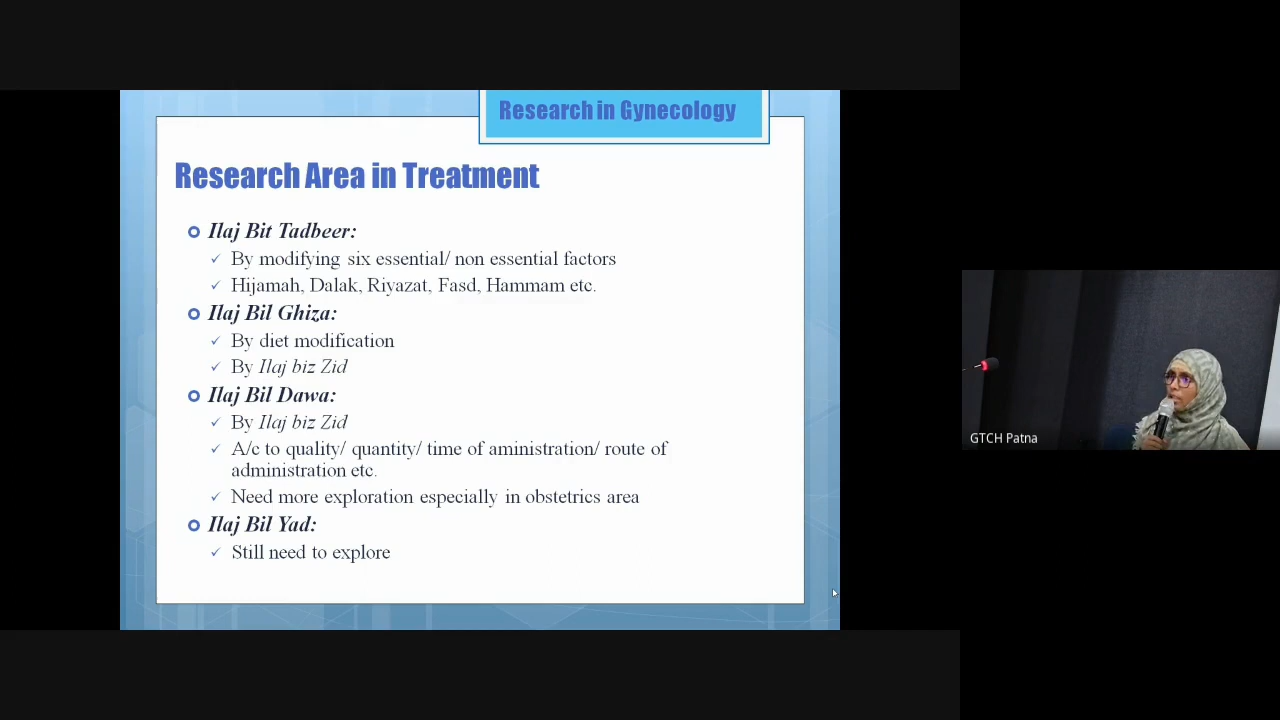 Research in Gynecology
Research Area in Treatment
Ilaj Bit Tadbeer:
By modifying six essential/ non essential factors
Hijamah, Dalak, Riyazat, Fasd, Hammam etc.
Ilaj Bil Ghiza:
By diet modification
By Ilaj biz Zid
Ilaj Bil Dawa:
By Ilaj biz Zid
A/c to quality/ quantity/ time of aministration/ route of
administration etc.
Need more exploration especially in obstetrics area
Ilaj Bil Yad:
Still need to explore
GTCH Patna